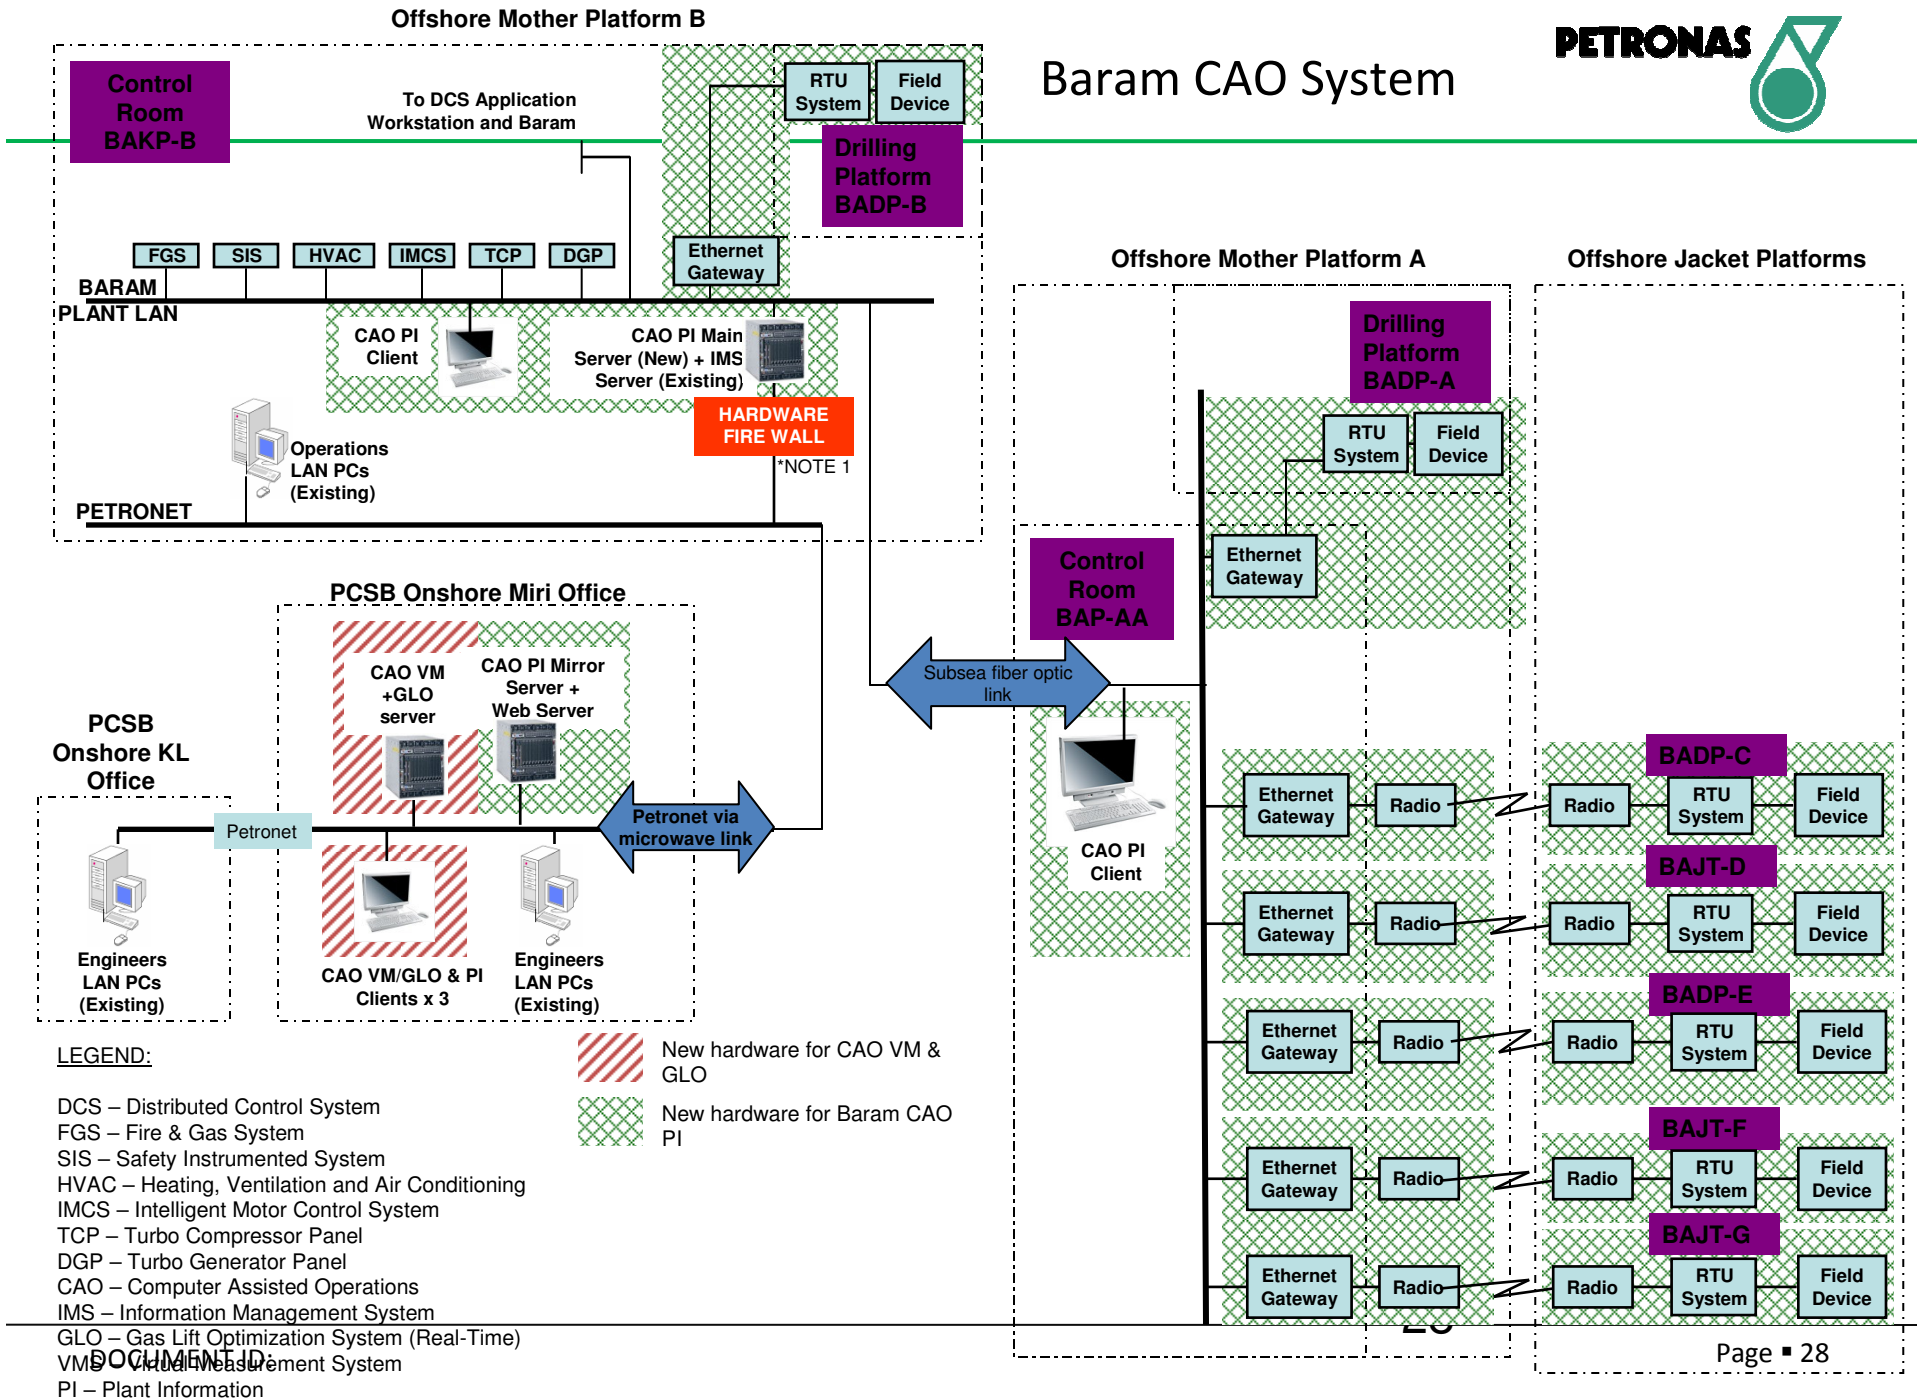 Offshore Mother Platform B
PETRONAS
Baram CAO System
Control
Room
BAKP-B
To DCS Application
Workstation and Baram
RTU
System
Field
Device
Drilling
Platform
BADP-B
FGS
SIS
HVAC
IMCS
TCP
DGP
Ethernet
Gateway
BARAM
PLANT LAN
CAO PI
Client
CAO PI Main
Server (New) + IMS
Server (Existing)
HARDWARE
FIRE WALL
*NOTE 1
Operations
LAN PCs
(Existing)
PETRONET
Offshore Mother Platform A
Offshore Jacket Platforms
Drilling
Platform
BADP-A
RTU
System
Field
Device
Ethernet
Gateway
Control
Room
BAP-AA
Subsea fiber optic
link
CAO PI
Client
PCSB Onshore Miri Office
CAO VM
+GLO
server
CAO PI Mirror
Server +
Web Server
PCSB
Onshore KL
Office
Petronet
Petronet via
microwave link
Engineers
LAN PCs
(Existing)
CAO VM/GLO & PI
Clients x 3
Engineers
LAN PCs
(Existing)
BADP-C
Ethernet
Gateway
Radio
Radio
RTU
System
Field
Device
BAJT-D
Ethernet
Gateway
Radio
Radio
RTU
System
Field
Device
BADP-E
Ethernet
Gateway
Radio
Radio
RTU
System
Field
Device
BAJT-F
Ethernet
Gateway
Radio
Radio
RTU
System
Field
Device
BAJT-G
Ethernet
Gateway
Radio
Radio
RTU
System
Field
Device
LEGEND:
New hardware for CAO VM &
GLO
New hardware for Baram CAO
PI
DCS – Distributed Control System
FGS – Fire & Gas System
SIS – Safety Instrumented System
HVAC – Heating, Ventilation and Air Conditioning
IMCS – Intelligent Motor Control System
TCP – Turbo Compressor Panel
DGP – Turbo Generator Panel
CAO – Computer Assisted Operations
IMS – Information Management System
GLO – Gas Lift Optimization System (Real-Time)
VMS – Virtual Measurement System
PI – Plant Information
DOCUMENT ID:
Page ▪ 28